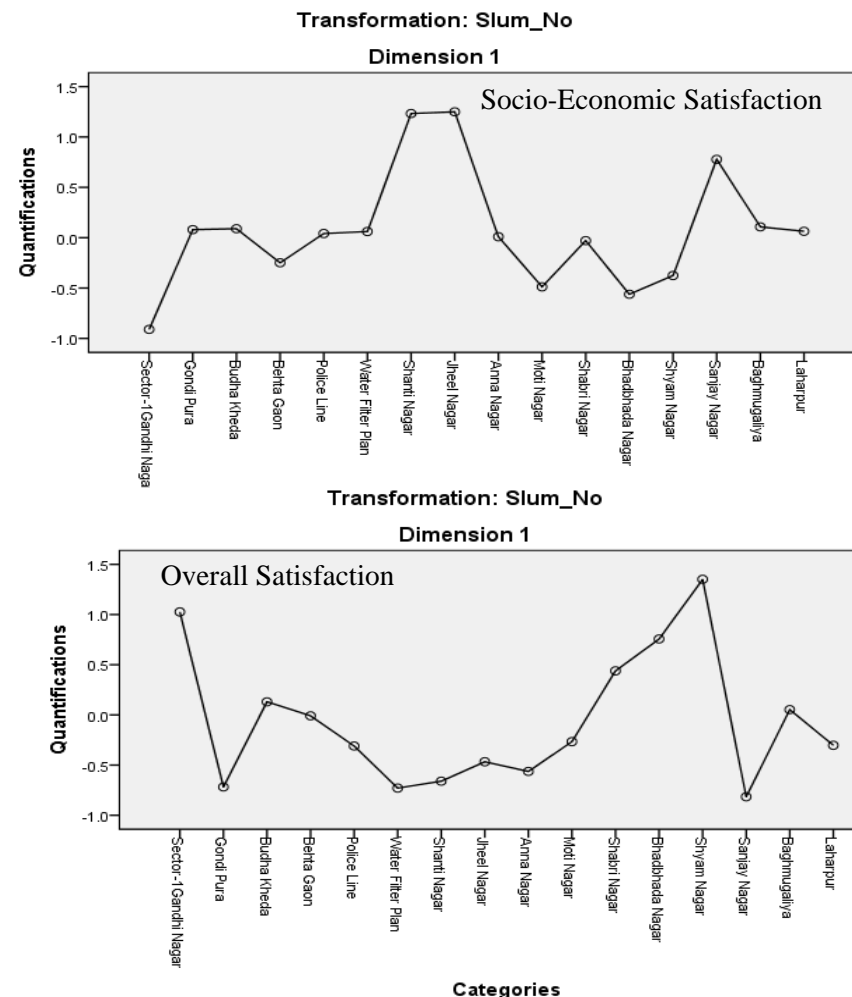 Transformation: Slum_No
Dimension 1
Socio-Economic Satisfaction
Quantifications
1.5
1.0
0.5
0.0
-0.5
-1.0
Sector-1Gandhi Naga
Gondi Pura
Budha Kheda
Behta Gaon
Police Line
Water Filter Plan
Shanti Nagar
Jheel Nagar
Anna Nagar
Moti Nagar
Shabri Nagar
Bhadbhada Nagar
Shyam Nagar
Sanjay Nagar
Baghmugaliya
Laharpur
Transformation: Slum_No
Dimension 1
Overall Satisfaction
Quantifications
1.5
1.0
0.5
0.0
-0.5
-1.0
Sector-1Gandhi Nagar
Gondi Pura
Budha Kheda
Behta Gaon
Police Line
Water Filter Plan
Shanti Nagar
Jheel Nagar
Anna Nagar
Moti Nagar
Shabri Nagar
Bhadbhada Nagar
Shyam Nagar
Sanjay Nagar
Baghmugaliya
Laharpur
Categories